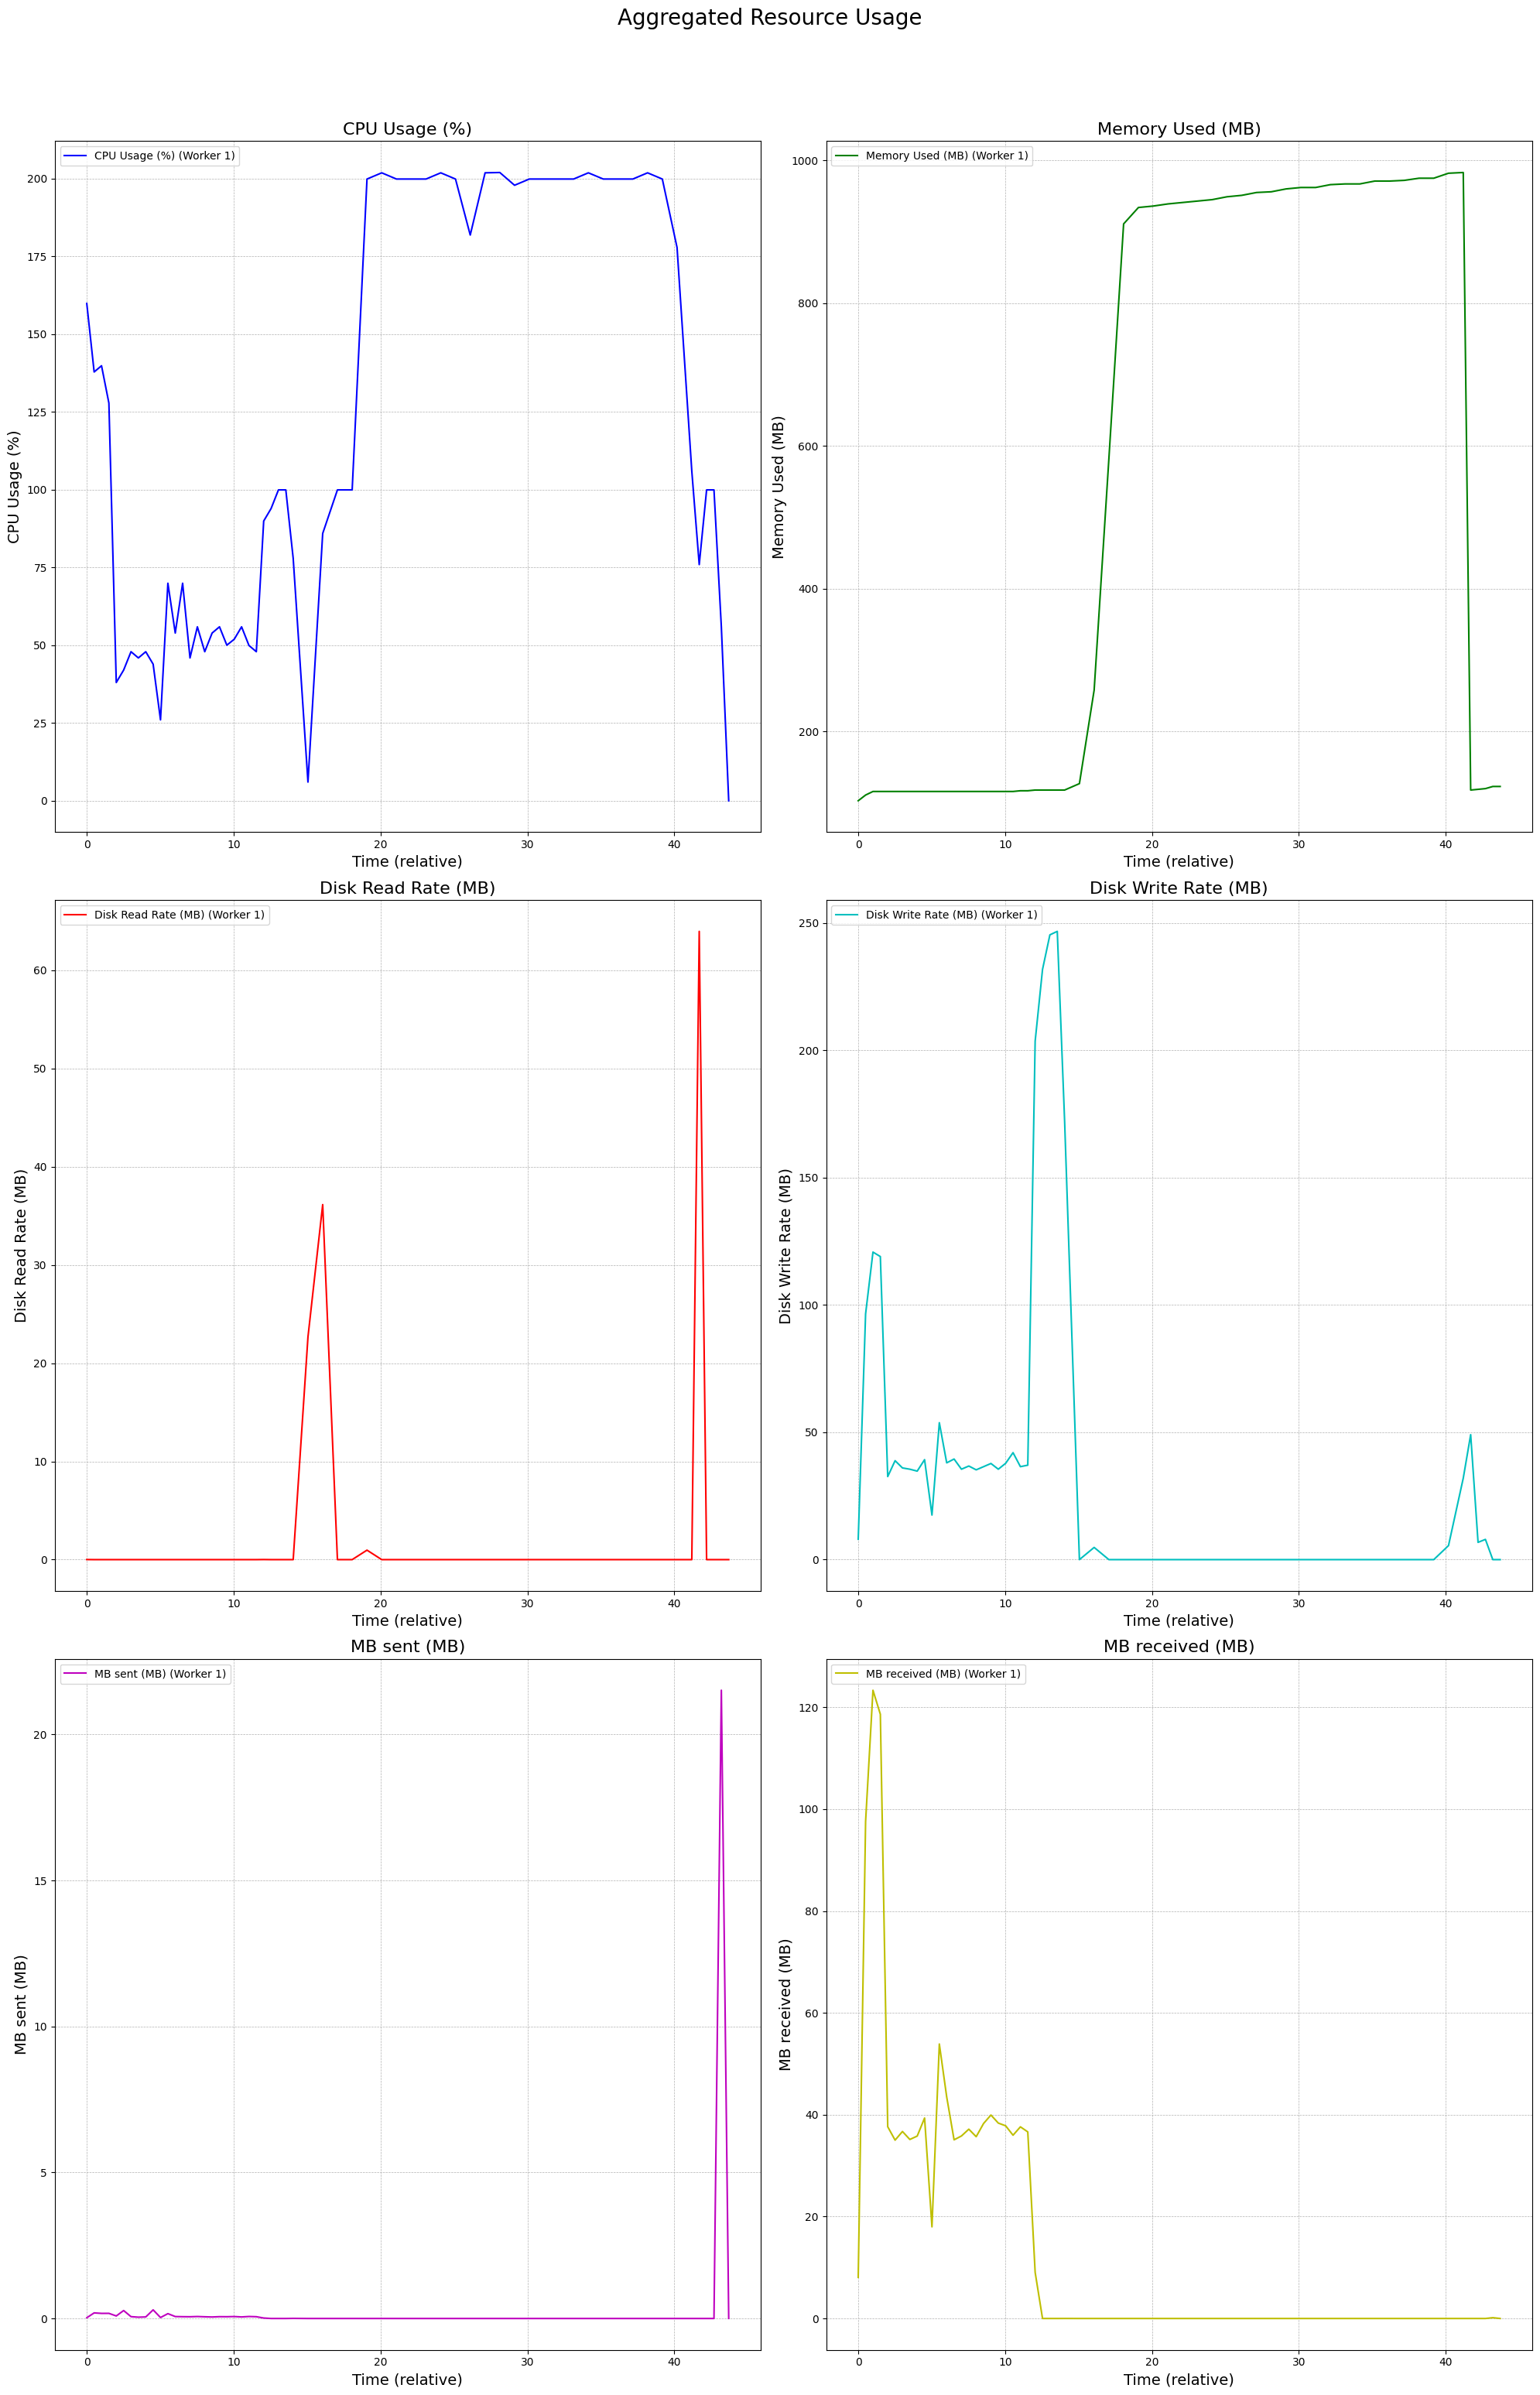 Aggregated Resource Usage
CPU Usage (%)
CPU Usage (%) (Worker 1)
CPU Usage (%)
200
175
150
125
100
75
50
25
0
0 10 20 30 40
Time (relative)
Memory Used (MB)
Memory Used (MB) (Worker 1)
Memory Used (MB)
1000
800
600
400
200
0 10 20 30 40
Time (relative)
Disk Read Rate (MB)
Disk Read Rate (MB) (Worker 1)
Disk Read Rate (MB)
60
50
40
30
20
10
0
0 10 20 30 40
Time (relative)
Disk Write Rate (MB)
Disk Write Rate (MB) (Worker 1)
Disk Write Rate (MB)
250
200
150
100
50
0
0 10 20 30 40
Time (relative)
MB sent (MB)
MB sent (MB) (Worker 1)
MB sent (MB)
20
15
10
5
0
0 10 20 30 40
Time (relative)
MB received (MB)
MB received (MB) (Worker 1)
MB received (MB)
120
100
80
60
40
20
0
0 10 20 30 40
Time (relative)